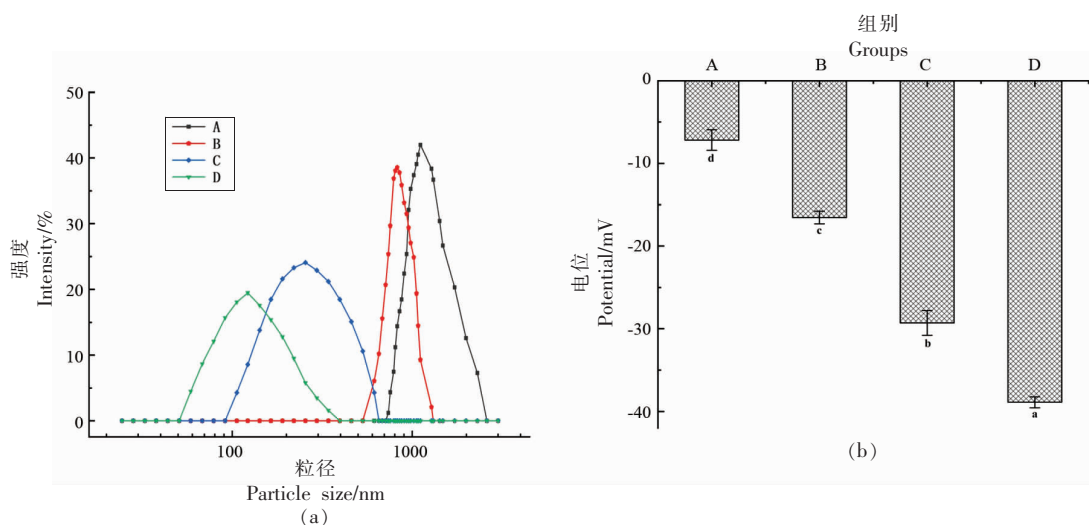 50
40
30
20
10
0
强度
Intensity/%
A
B
C
D
100
1000
粒径
Particle size/nm
(a)
组别
Groups
A
B
C
D
0
-10
-20
-30
-40
电位
Potential/mV
d
c
b
a
(b)